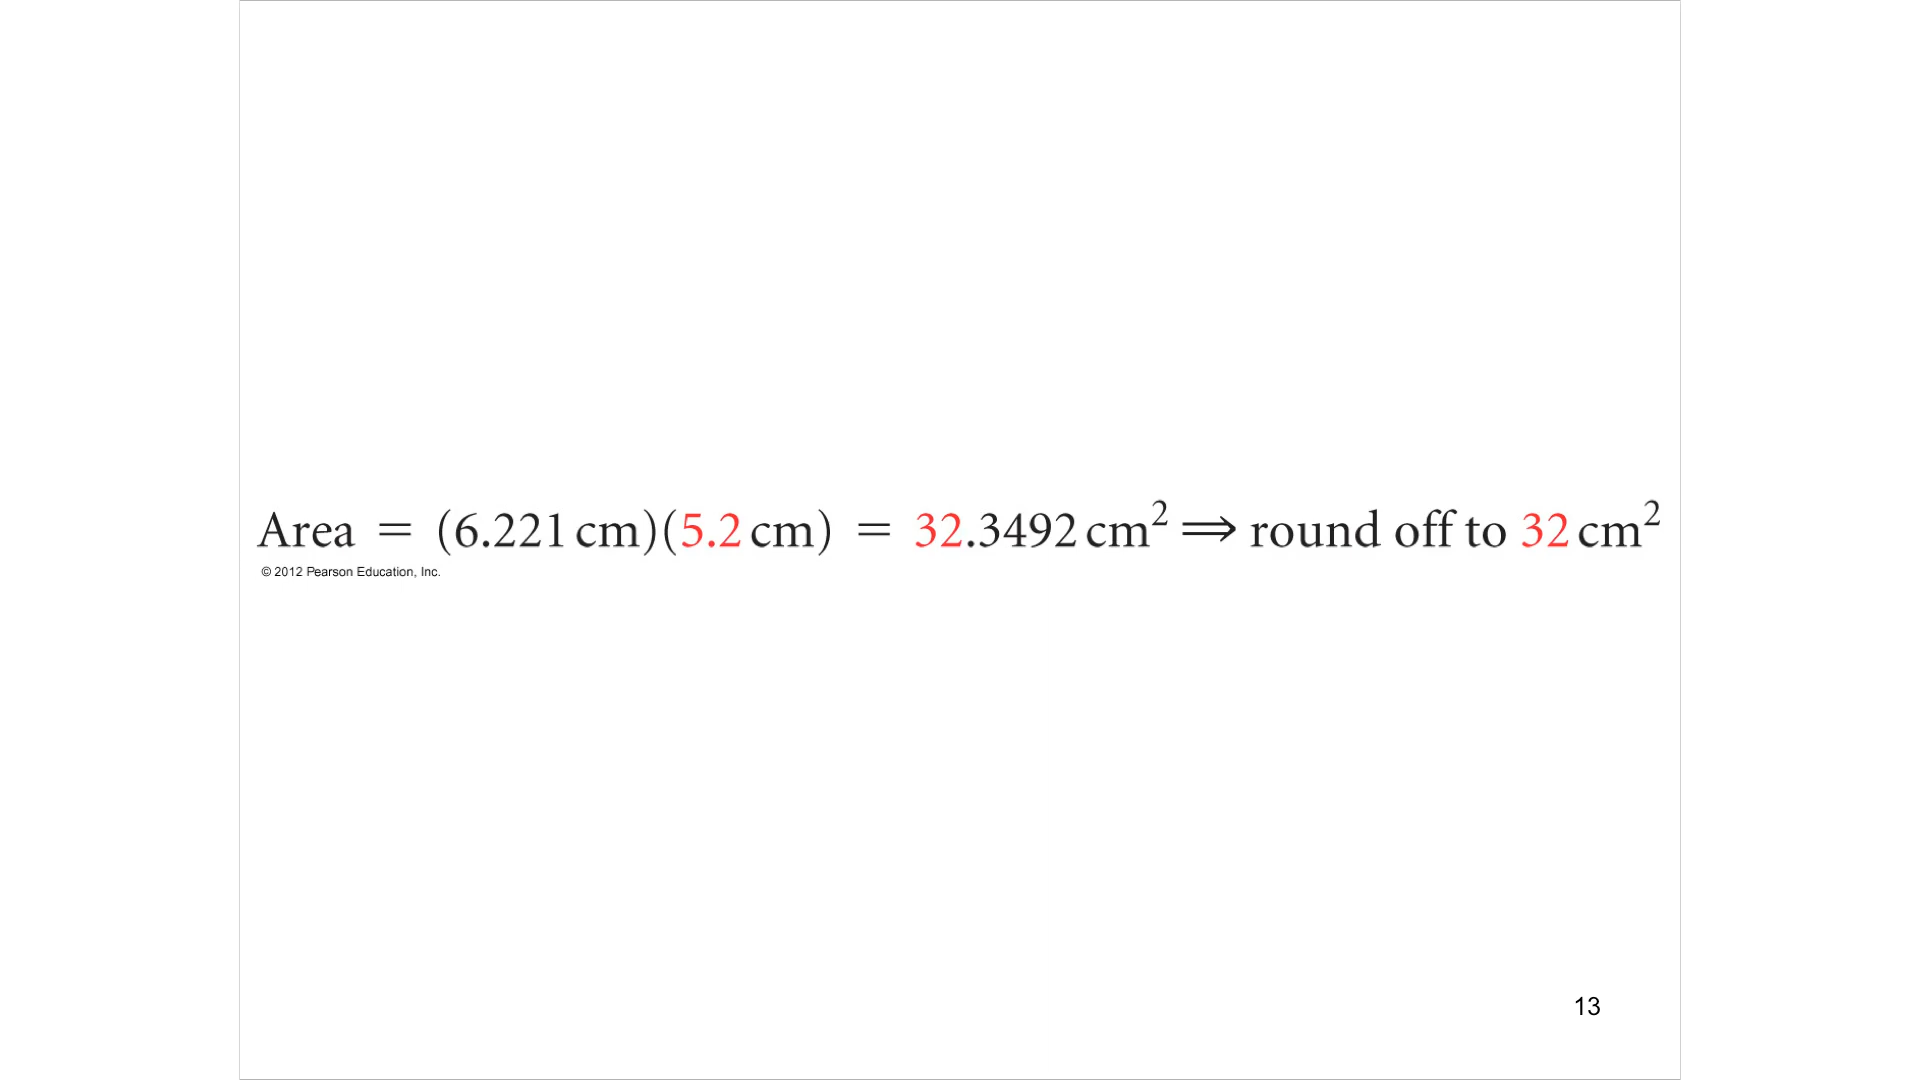 Area = (6.221 cm)(5.2 cm) = 32.3492 cm² ⟹ round off to 32 cm²
© 2012 Pearson Education, Inc.
13